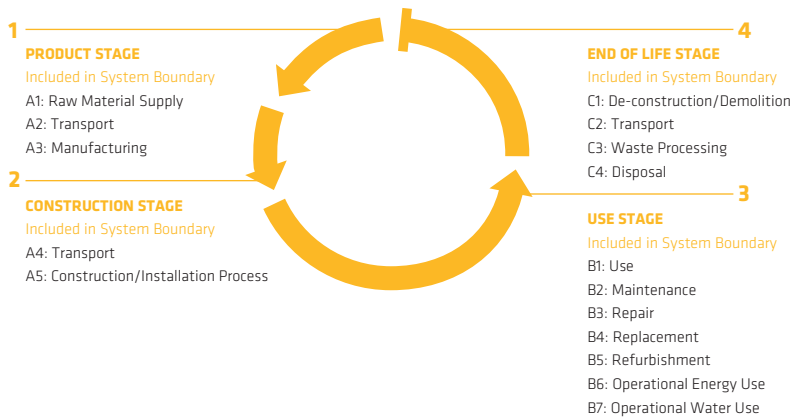 1
PRODUCT STAGE
Included in System Boundary
A1: Raw Material Supply
A2: Transport
A3: Manufacturing
2
CONSTRUCTION STAGE
Included in System Boundary
A4: Transport
A5: Construction/Installation Process
3
USE STAGE
Included in System Boundary
B1: Use
B2: Maintenance
B3: Repair
B4: Replacement
B5: Refurbishment
B6: Operational Energy Use
B7: Operational Water Use
4
END OF LIFE STAGE
Included in System Boundary
C1: De-construction/Demolition
C2: Transport
C3: Waste Processing
C4: Disposal